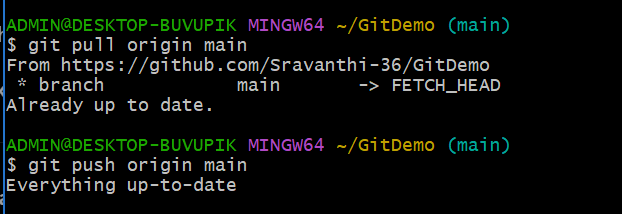 ADMIN@DESKTOP-BUVUPIK MINGW64 ~/GitDemo (main)
$ git pull origin main
From https://github.com/Sravanthi-36/GitDemo
 * branch            main       -> FETCH_HEAD
Already up to date.
ADMIN@DESKTOP-BUVUPIK MINGW64 ~/GitDemo (main)
$ git push origin main
Everything up-to-date